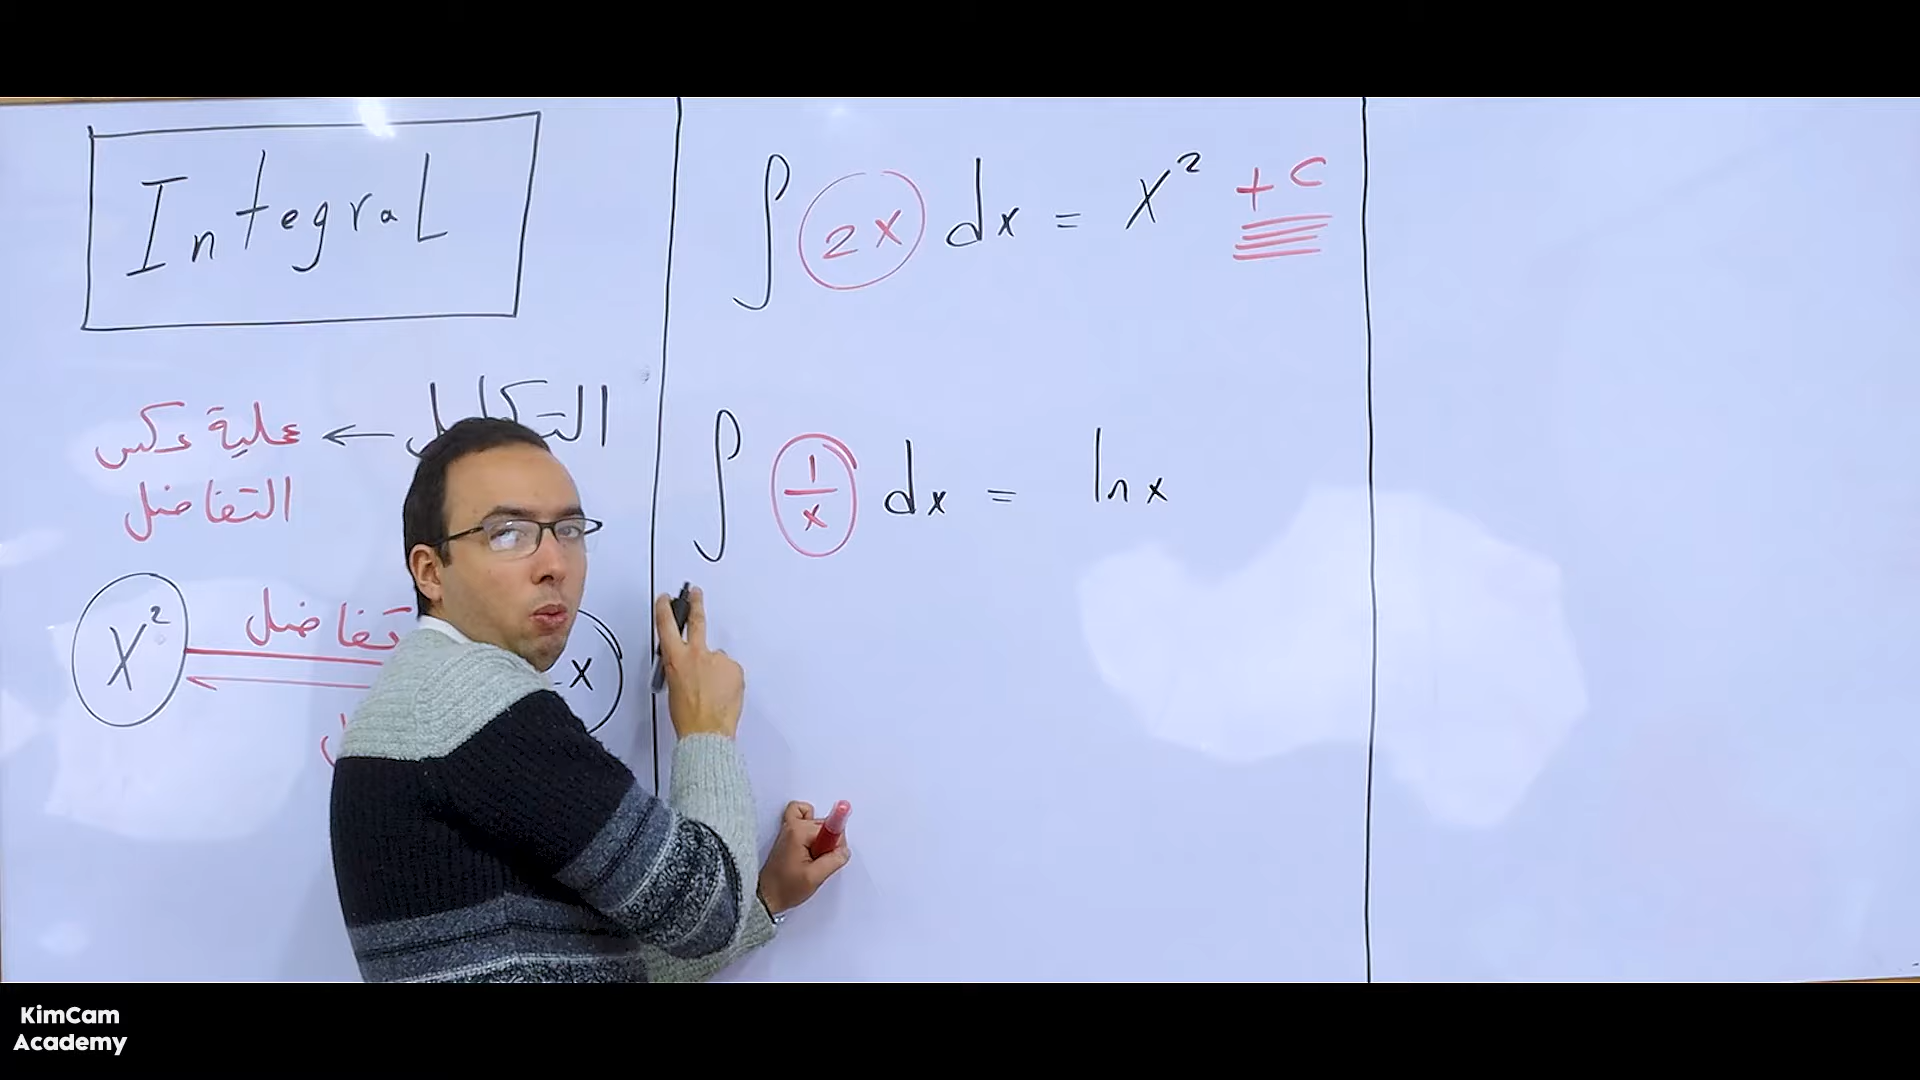 Integral
∫ 2x dx = x² + c
التكامل ← عملية عكس
التفاضل
∫ 1/x dx = ln x
x² تفاضل x
KimCam
Academy